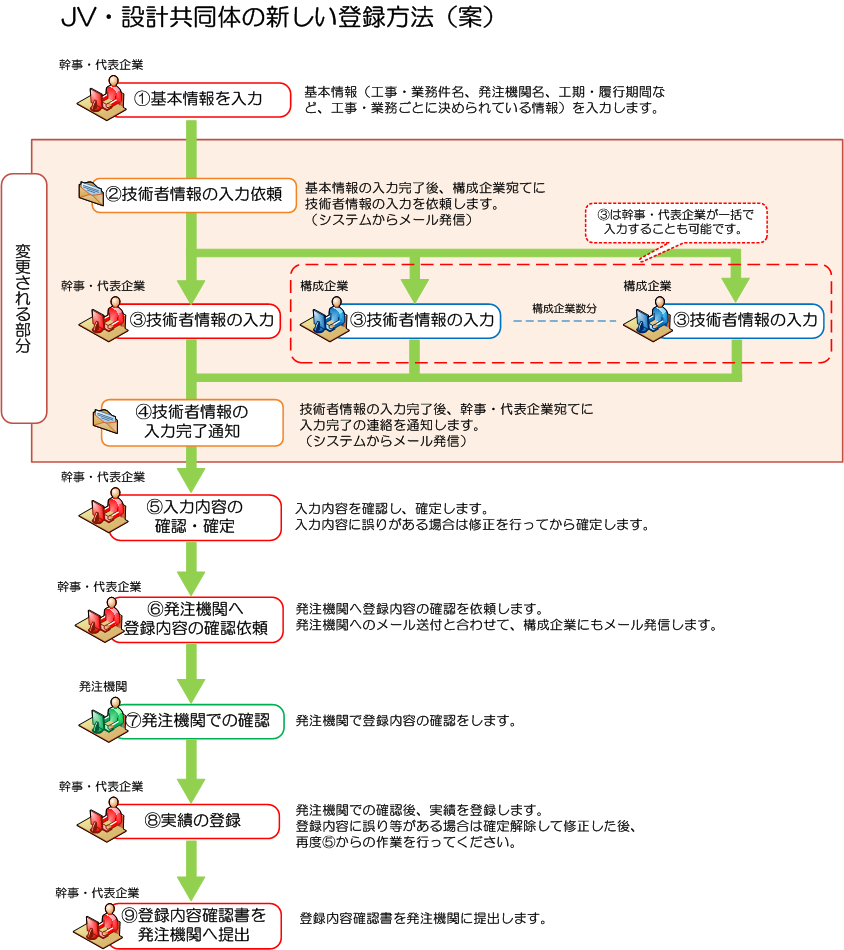 JV・設計共同体の新しい登録方法（案）
幹事・代表企業
①基本情報を入力
基本情報（工事・業務件名、発注機関名、工期・履行期間な
ど、工事・業務ごとに決められている情報）を入力します。
変更される部分
②技術者情報の入力依頼
基本情報の入力完了後、構成企業宛てに
技術者情報の入力を依頼します。
（システムからメール発信）
③は幹事・代表企業が一括で
入力することも可能です。
幹事・代表企業
③技術者情報の入力
構成企業
③技術者情報の入力
構成企業数分
構成企業
③技術者情報の入力
④技術者情報の
入力完了通知
技術者情報の入力完了後、幹事・代表企業宛てに
入力完了の連絡を通知します。
（システムからメール発信）
幹事・代表企業
⑤入力内容の
確認・確定
入力内容を確認し、確定します。
入力内容に誤りがある場合は修正を行ってから確定します。
幹事・代表企業
⑥発注機関へ
登録内容の確認依頼
発注機関へ登録内容の確認を依頼します。
発注機関へのメール送付と合わせて、構成企業にもメール発信します。
発注機関
⑦発注機関での確認
発注機関で登録内容の確認をします。
幹事・代表企業
⑧実績の登録
発注機関での確認後、実績を登録します。
登録内容に誤り等がある場合は確定解除して修正した後、
再度⑤からの作業を行ってください。
幹事・代表企業
⑨登録内容確認書を
発注機関へ提出
登録内容確認書を発注機関に提出します。